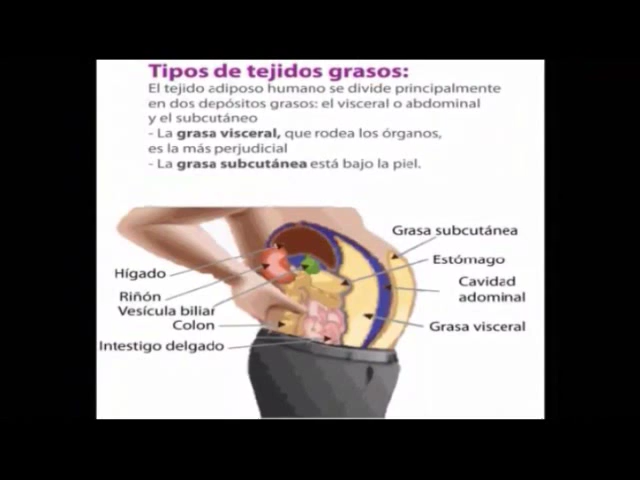 Tipos de tejidos grasos:
El tejido adiposo humano se divide principalmente
en dos depósitos grasos: el visceral o abdominal
y el subcutáneo
- La grasa visceral, que rodea los órganos,
es la más perjudicial
- La grasa subcutánea está bajo la piel.
Grasa subcutánea
Estómago
Hígado
Cavidad
adominal
Riñón
Vesícula biliar
Colon
Grasa visceral
Intestigo delgado